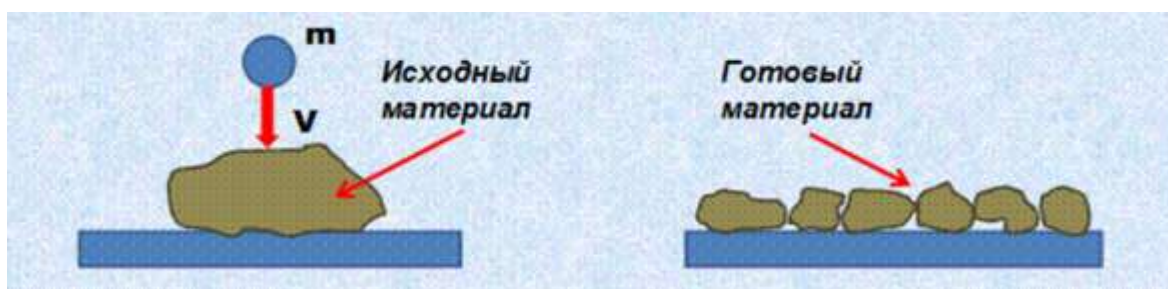 m
V
Исходный
материал
Готовый
материал